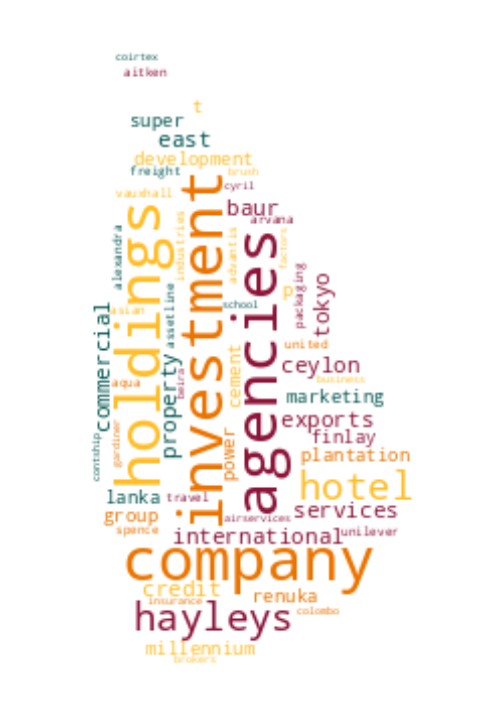 coirtex
aitken
t
super
east
development
freight
brush
cyril
vauxhall
baur
arvana
holdings
investment
agencies
industries
advantis
factors
alexandra
assetline
packaging
tokyo
p
school
asian
commercial
property
cement
united
ceylon
beira
business
aqua
marketing
exports
finlay
gardiner
contship
power
plantation
hotel
lanka
travel
services
group
airservices
spence
international
unilever
company
credit
renuka
insurance
hayleys
colombo
millennium
brokers